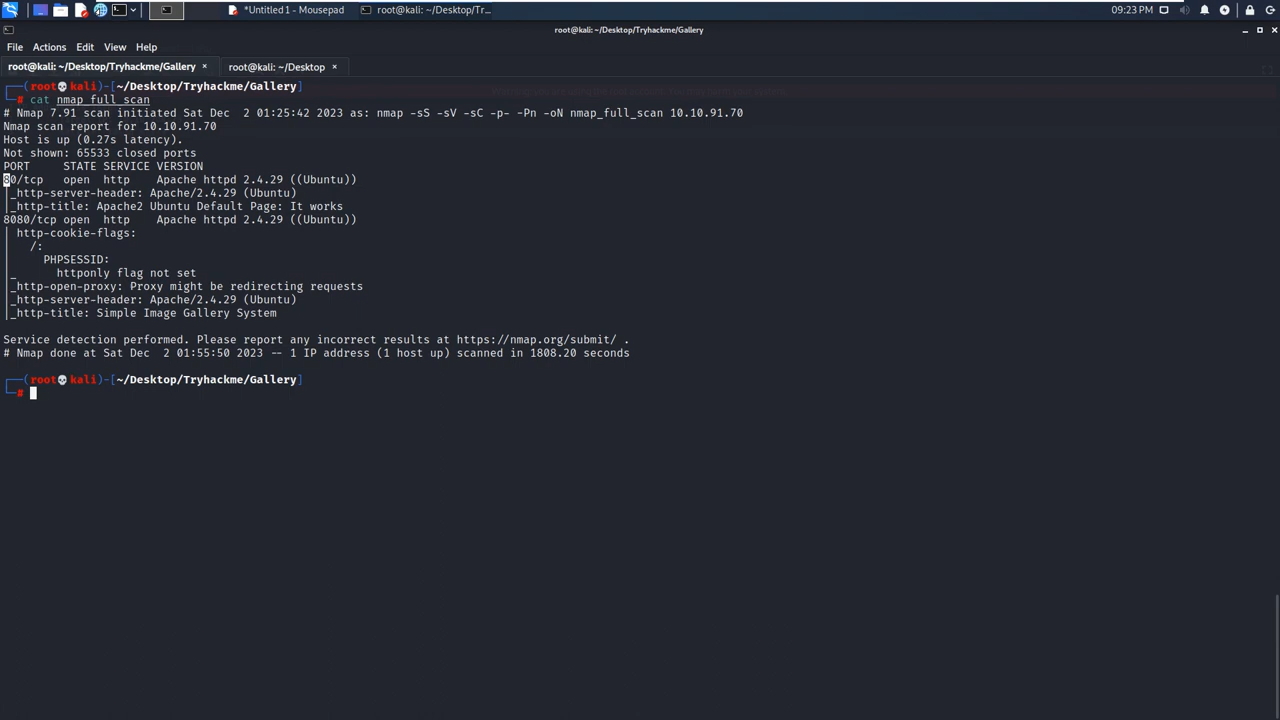 *Untitled 1 - Mousepad
root@kali: ~/Desktop/Tr...
09:23 PM
root@kali: ~/Desktop/Tryhackme/Gallery
File Actions Edit View Help
root@kali: ~/Desktop/Tryhackme/Gallery × root@kali: ~/Desktop ×
┌──(root💀kali)-[~/Desktop/Tryhackme/Gallery]
└─# cat nmap_full_scan
# Nmap 7.91 scan initiated Sat Dec  2 01:25:42 2023 as: nmap -sS -sV -sC -p- -Pn -oN nmap_full_scan 10.10.91.70
Nmap scan report for 10.10.91.70
Host is up (0.27s latency).
Not shown: 65533 closed ports
PORT     STATE SERVICE VERSION
80/tcp   open  http    Apache httpd 2.4.29 ((Ubuntu))
|_http-server-header: Apache/2.4.29 (Ubuntu)
|_http-title: Apache2 Ubuntu Default Page: It works
8080/tcp open  http    Apache httpd 2.4.29 ((Ubuntu))
| http-cookie-flags:
|   /:
|     PHPSESSID:
|_      httponly flag not set
|_http-open-proxy: Proxy might be redirecting requests
|_http-server-header: Apache/2.4.29 (Ubuntu)
|_http-title: Simple Image Gallery System
Service detection performed. Please report any incorrect results at https://nmap.org/submit/ .
# Nmap done at Sat Dec  2 01:55:50 2023 -- 1 IP address (1 host up) scanned in 1808.20 seconds
┌──(root💀kali)-[~/Desktop/Tryhackme/Gallery]
└─#